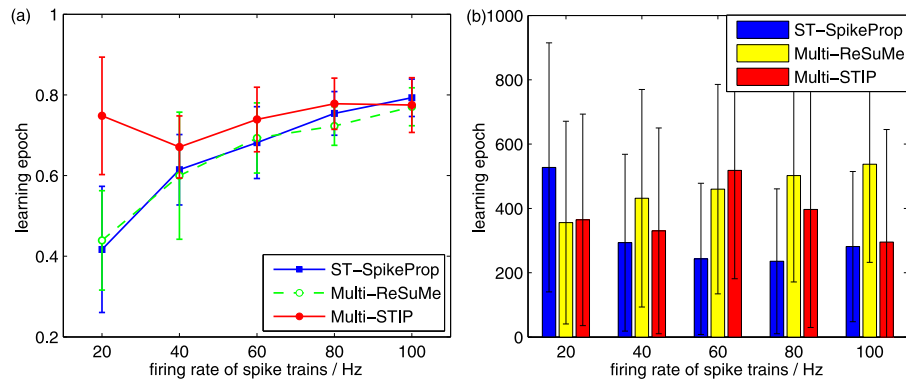 (a)
1
0.8
0.6
0.4
0.2
learning epoch
20 40 60 80 100
firing rate of spike trains / Hz
ST−SpikeProp
Multi−ReSuMe
Multi−STIP
(b)
1000
800
600
400
200
0
learning epoch
20 40 60 80 100
firing rate of spike trains / Hz
ST−SpikeProp
Multi−ReSuMe
Multi−STIP